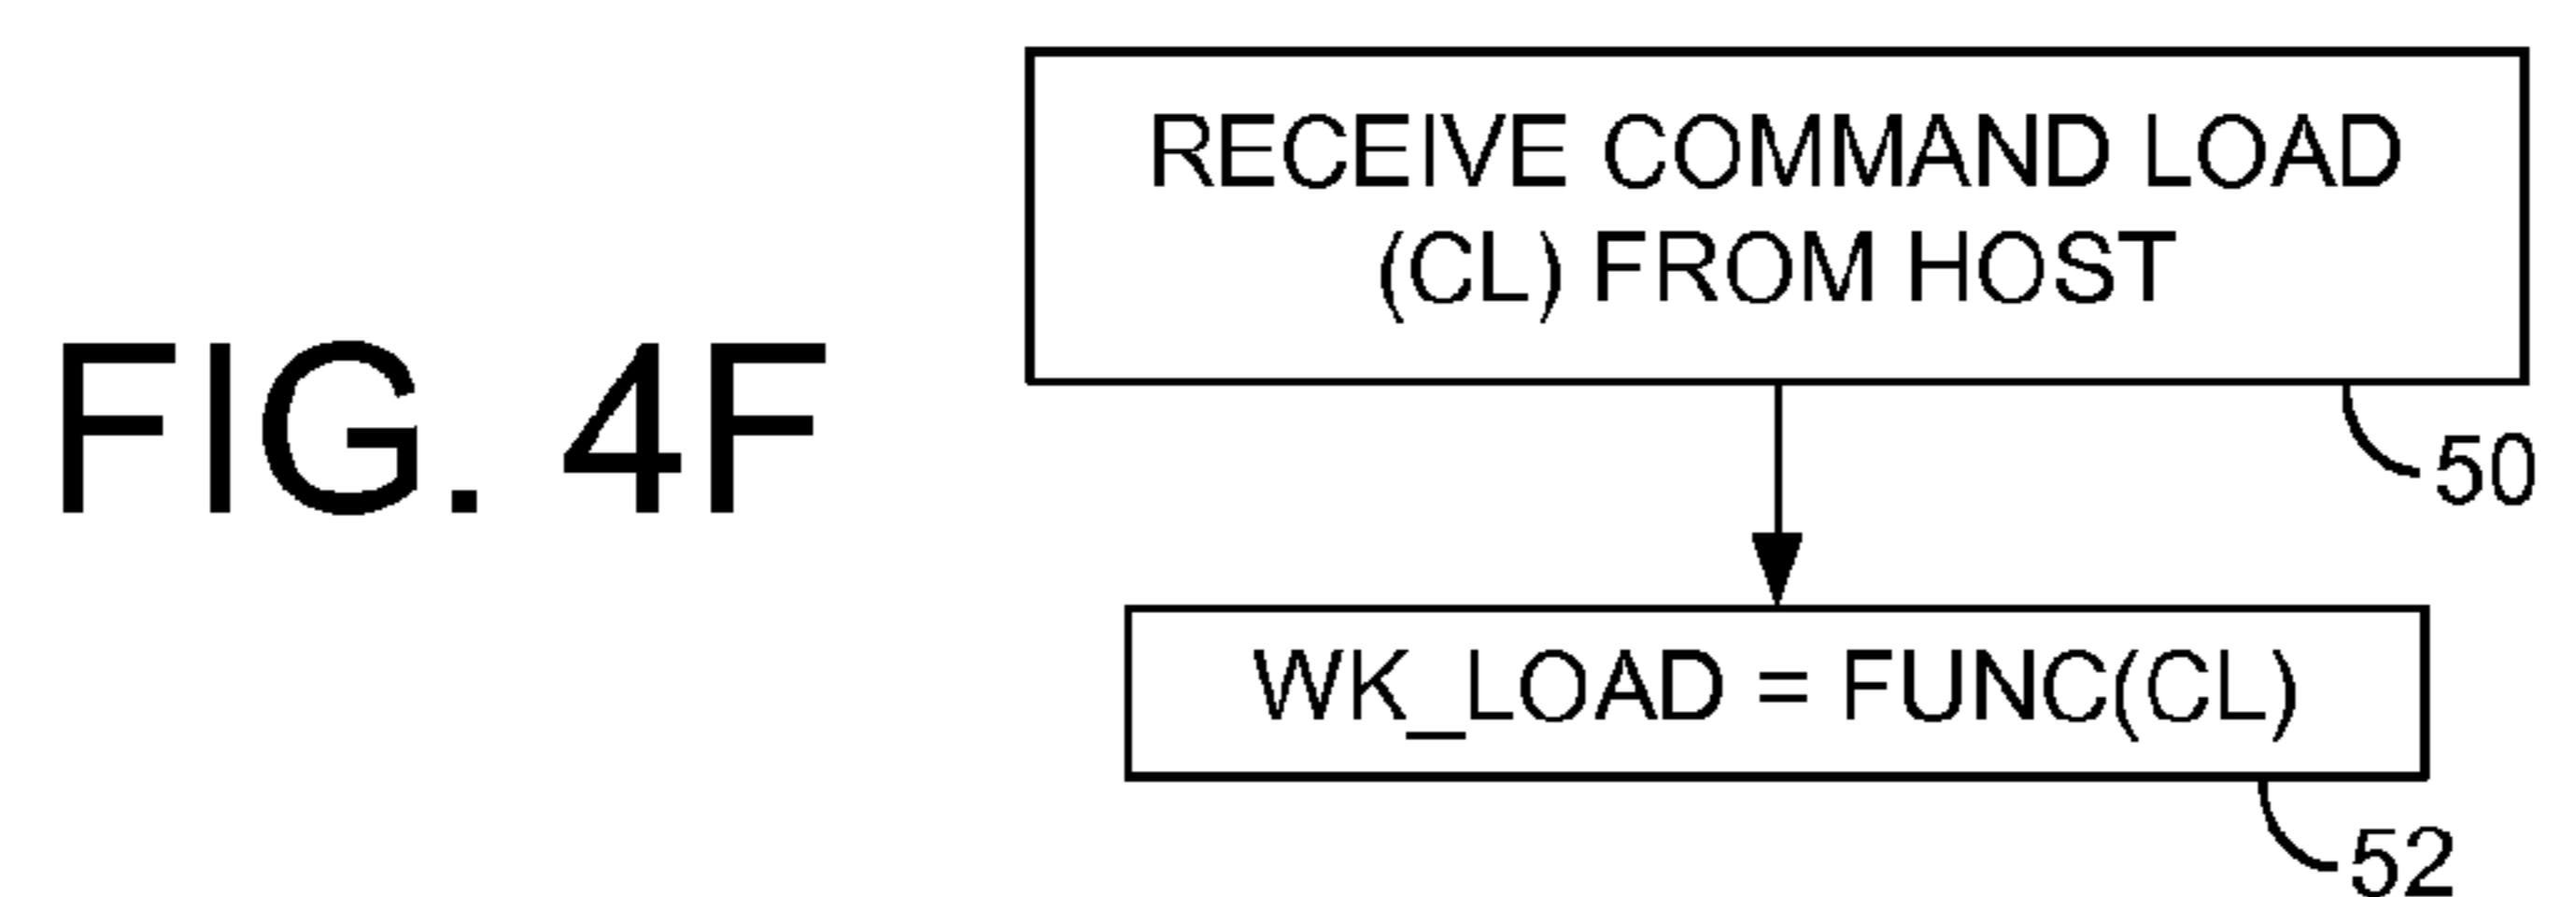 FIG. 4F
RECEIVE COMMAND LOAD
(CL) FROM HOST
50
WK_LOAD = FUNC(CL)
52